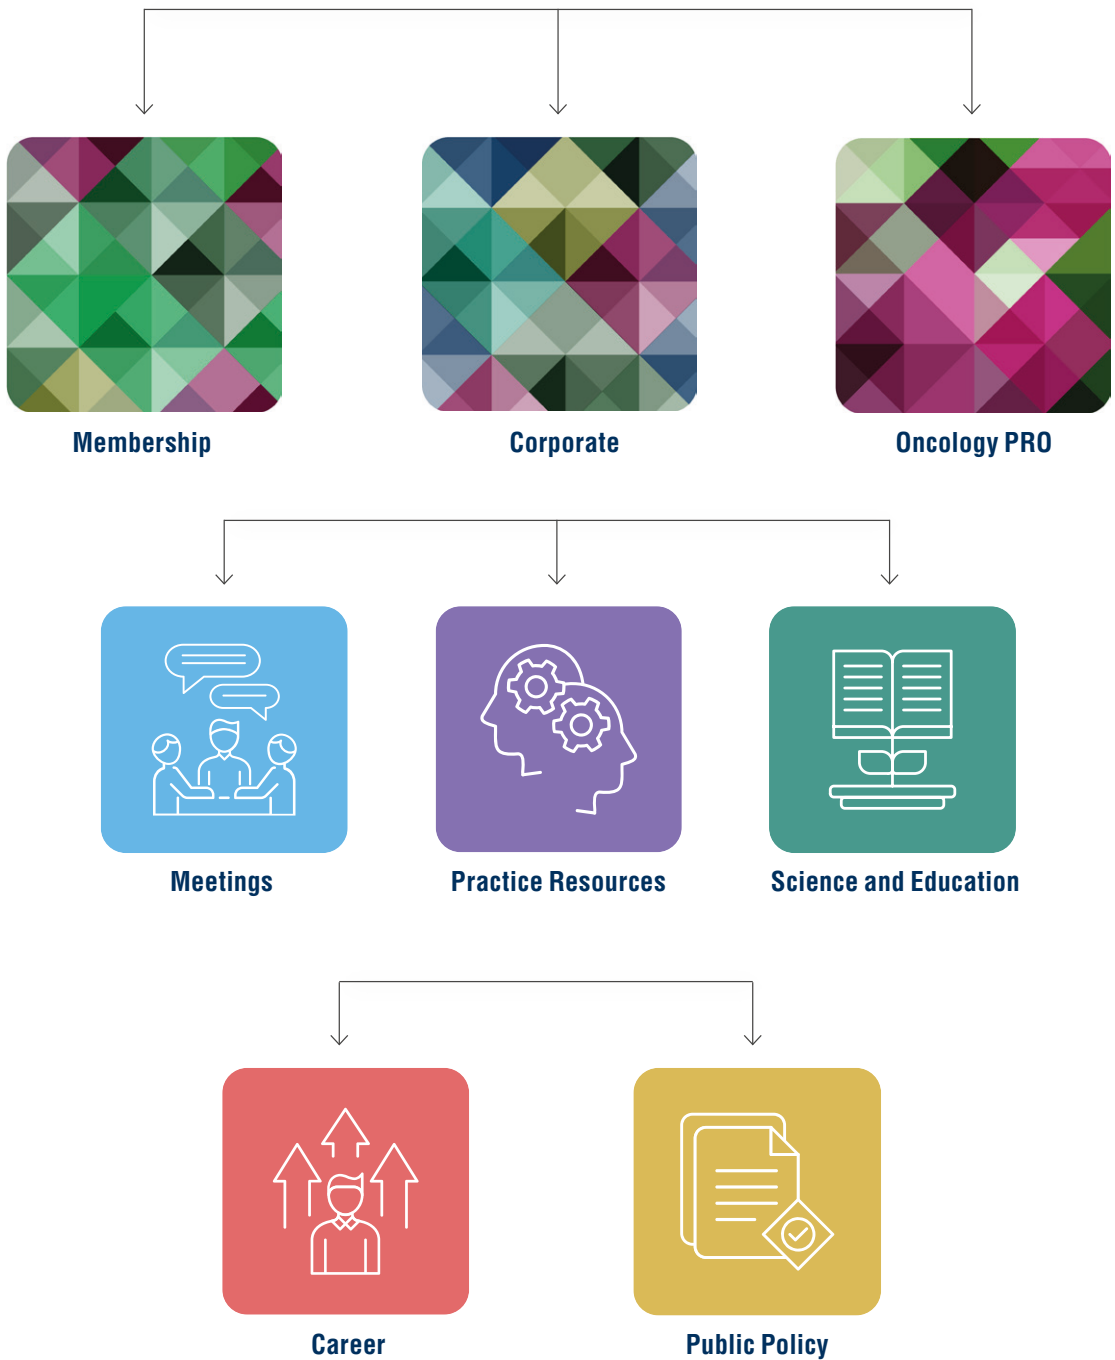 Membership
Corporate
Oncology PRO
Meetings
Practice Resources
Science and Education
Career
Public Policy